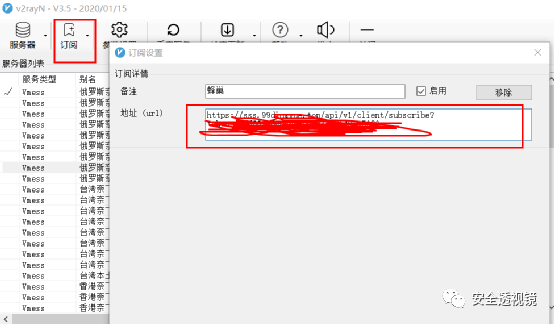 v2rayN - V3.5 - 2020/01/15
服务器
订阅
服务器列表
服务类型 别名
Vmess 俄罗斯
Vmess 俄罗斯
Vmess 俄罗斯
Vmess 俄罗斯
Vmess 俄罗斯
Vmess 俄罗斯
Vmess 俄罗斯
Vmess 俄罗斯
Vmess 俄罗斯
Vmess 台湾
Vmess 台湾
Vmess 台湾
Vmess 台湾
Vmess 台湾
Vmess 台湾
Vmess 台湾
Vmess 台湾本土
Vmess 香港
Vmess 香港
Vmess 香港
订阅设置
订阅详情
备注 蜂巢 启用 移除
地址 (url) https://sss.99 /api/v1/client/subscribe?
安全透视镜